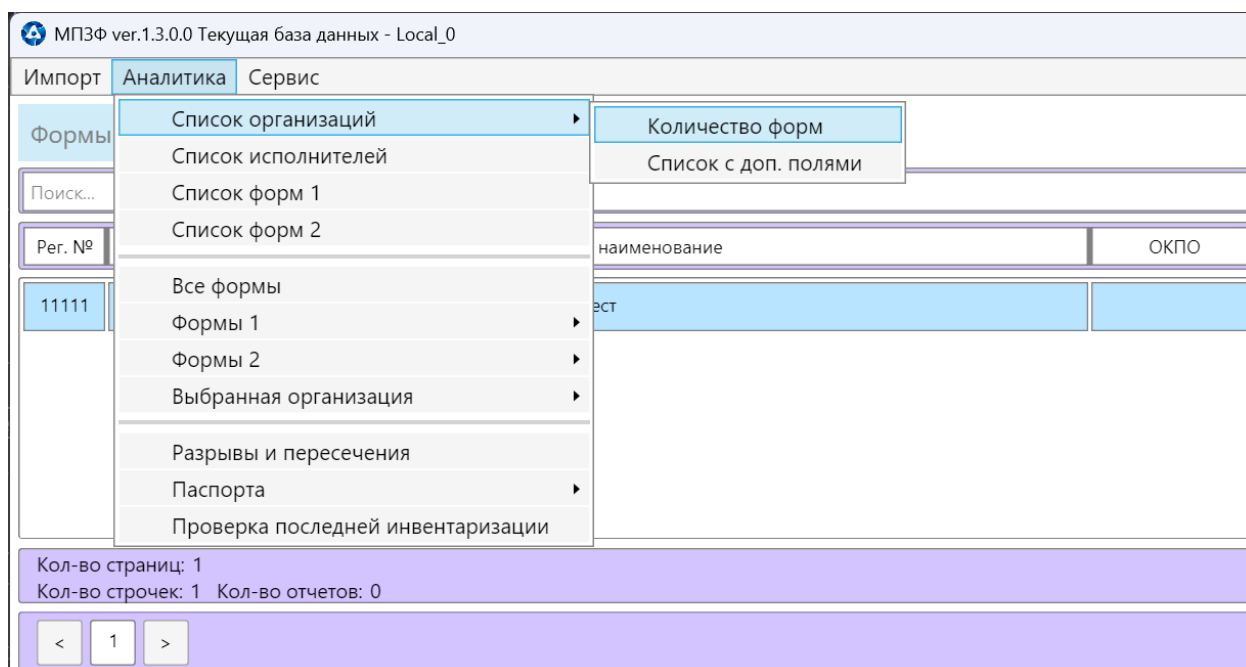 МПЗФ ver.1.3.0.0 Текущая база данных - Local_0
Импорт Аналитика Сервис
Формы
Список организаций
Количество форм
Список исполнителей
Список с доп. полями
Поиск...
Список форм 1
Список форм 2
Рег. №
наименование
ОКПО
Все формы
11111
ест
Формы 1
Формы 2
Выбранная организация
Разрывы и пересечения
Паспорта
Проверка последней инвентаризации
Кол-во страниц: 1
Кол-во строчек: 1 Кол-во отчетов: 0
< 1 >